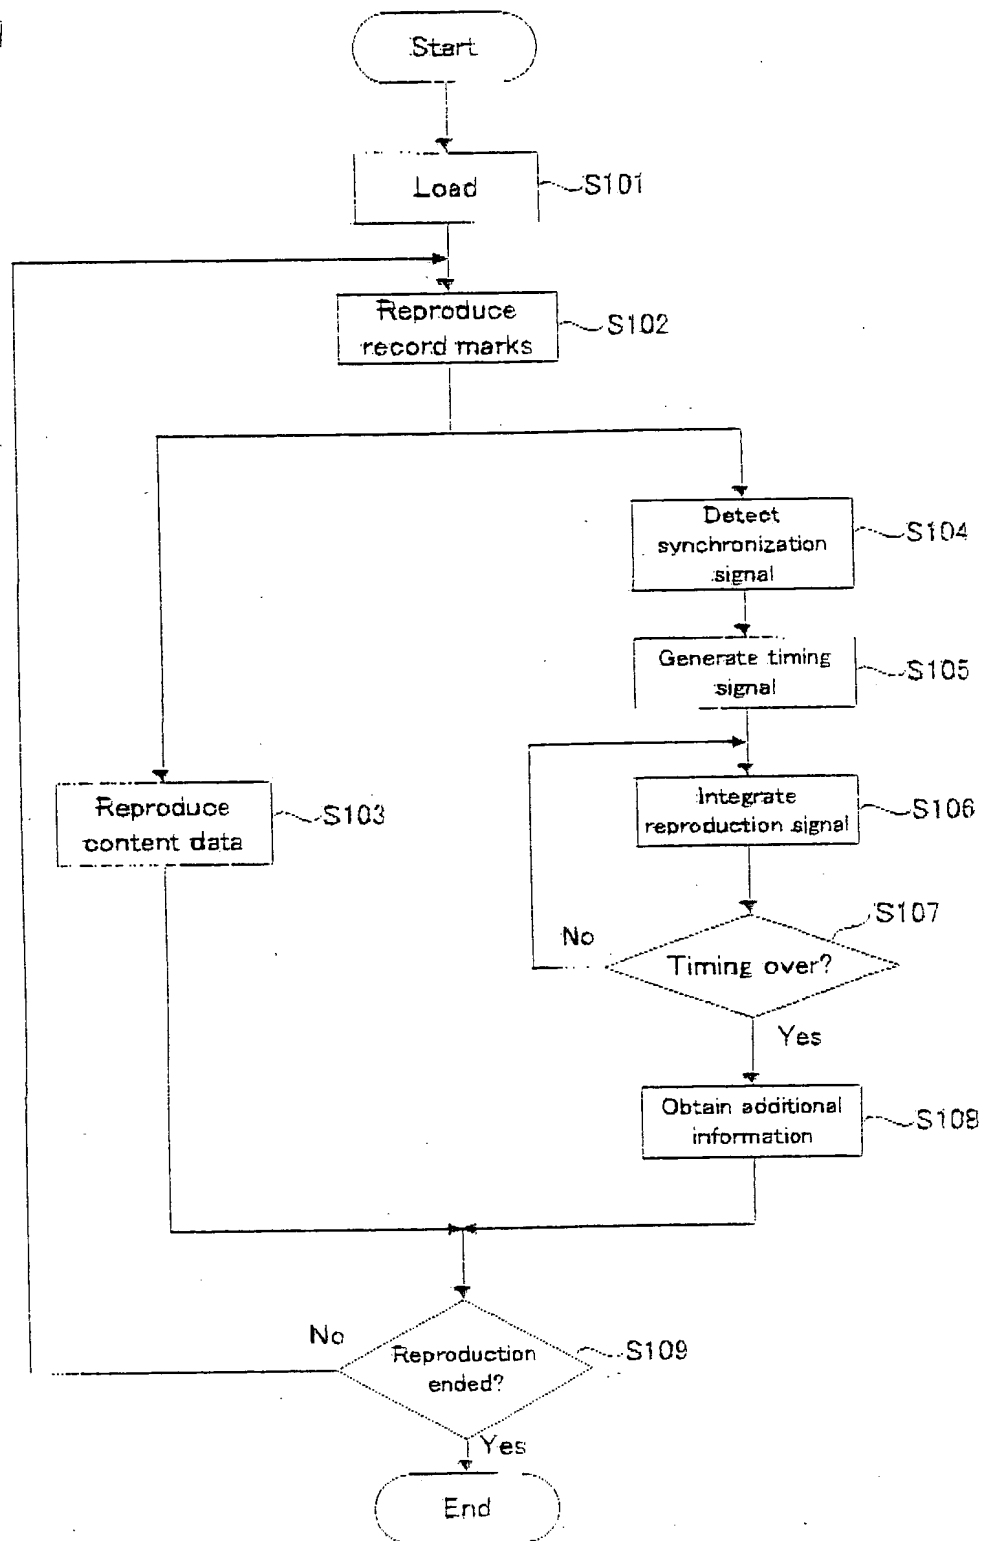 Start
Load
S101
Reproduce
record marks
S102
Detect
synchronization
signal
S104
Generate timing
signal
S105
Reproduce
content data
S103
Integrate
reproduction signal
S106
S107
No
Timing over?
Yes
Obtain additional
information
S108
No
Reproduction
ended?
S109
Yes
End